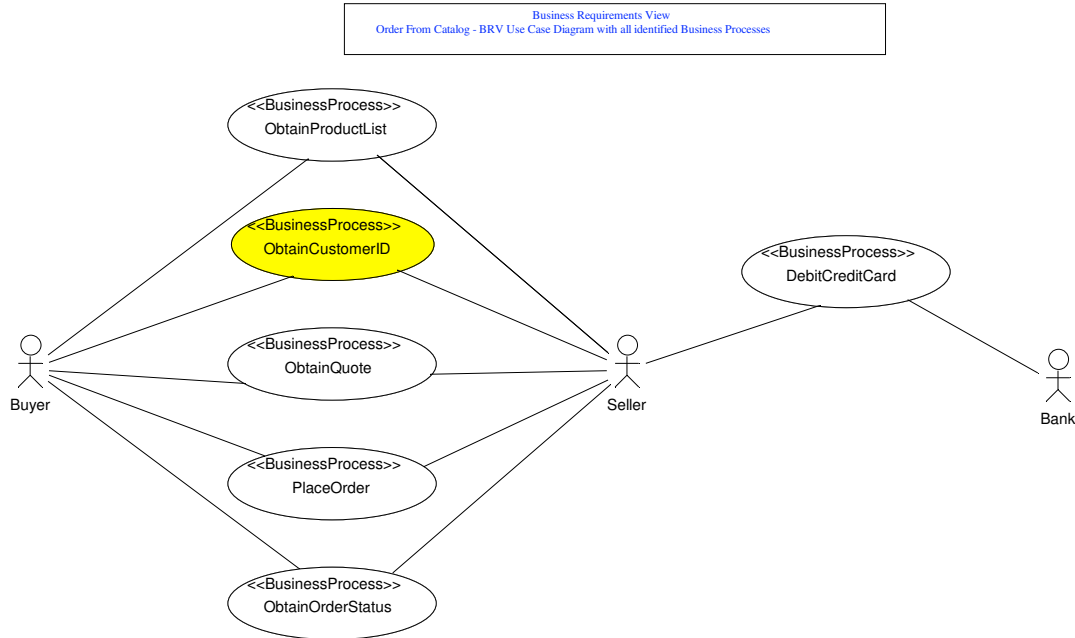 Business Requirements View
Order From Catalog - BRV Use Case Diagram with all identified Business Processes
<<BusinessProcess>>
ObtainProductList
<<BusinessProcess>>
ObtainCustomerID
<<BusinessProcess>>
DebitCreditCard
<<BusinessProcess>>
ObtainQuote
Buyer
Seller
Bank
<<BusinessProcess>>
PlaceOrder
<<BusinessProcess>>
ObtainOrderStatus